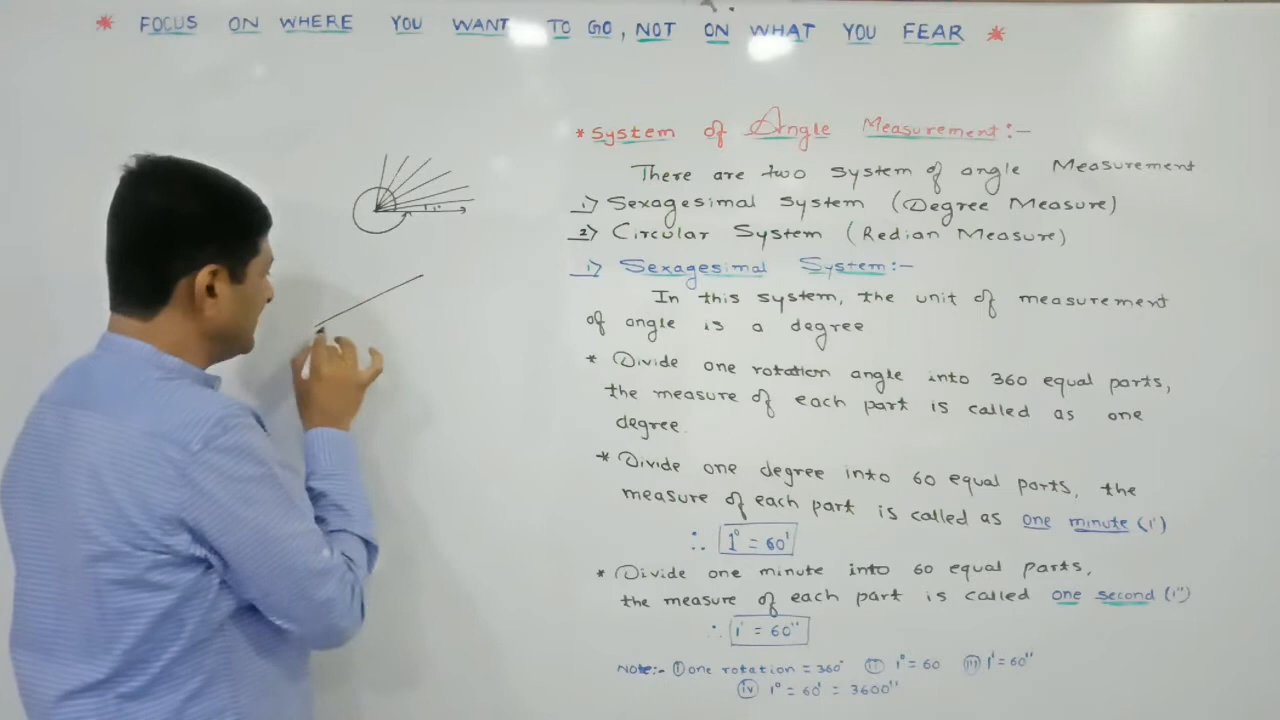 * FOCUS ON WHERE YOU WANT TO GO, NOT ON WHAT YOU FEAR *
* System of Angle Measurement :-
There are two system of angle Measurement
1) Sexagesimal System (Degree Measure)
2) Circular System (Redian Measure)
1) Sexagesimal System :-
In this system, the unit of measurement
of angle is a degree
* Divide one rotation angle into 360 equal parts,
the measure of each part is called as one
degree.
* Divide one degree into 60 equal parts, the
measure of each part is called as one minute (1')
∴ 1° = 60'
* Divide one minute into 60 equal parts,
the measure of each part is called one second (1'')
∴ 1' = 60''
Note:- (i) one rotation = 360° (ii) 1° = 60 (iii) 1' = 60''
(iv) 1° = 60' = 3600''